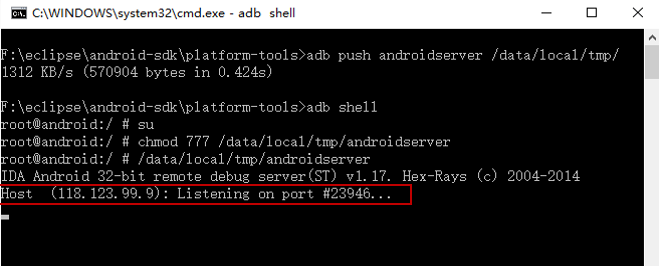 C:\WINDOWS\system32\cmd.exe - adb  shell
F:\eclipse\android-sdk\platform-tools>adb push androidserver /data/local/tmp/
1312 KB/s (570904 bytes in 0.424s)
F:\eclipse\android-sdk\platform-tools>adb shell
root@android:/ # su
root@android:/ # chmod 777 /data/local/tmp/androidserver
root@android:/ # /data/local/tmp/androidserver
IDA Android 32-bit remote debug server(ST) v1.17. Hex-Rays (c) 2004-2014
Host  (118.123.99.9): Listening on port #23946...